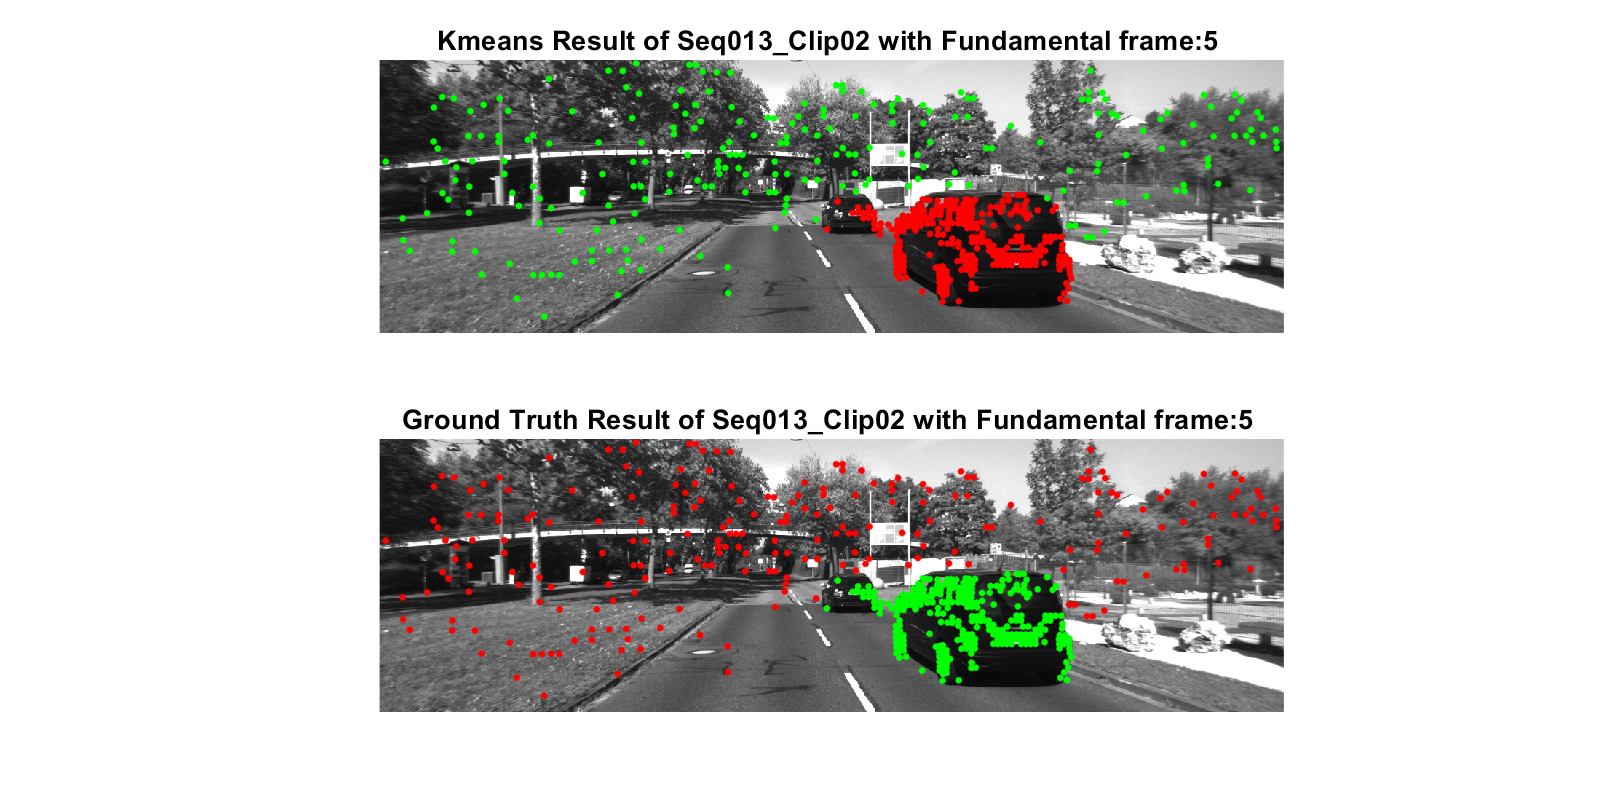 Kmeans Result of Seq013_Clip02 with Fundamental frame:5
Ground Truth Result of Seq013_Clip02 with Fundamental frame:5